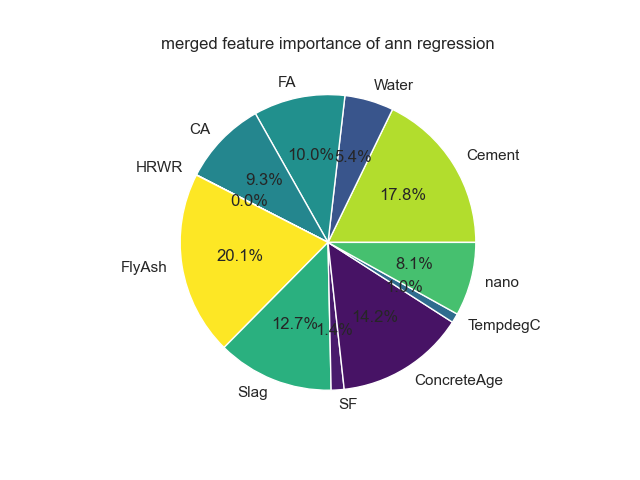 merged feature importance of ann regression
FA
Water
CA
Cement
HRWR
10.0%
5.4%
9.3%
17.8%
0.0%
FlyAsh
20.1%
8.1%
nano
1.0%
12.7%
1.4%
14.2%
TempdegC
ConcreteAge
Slag
SF